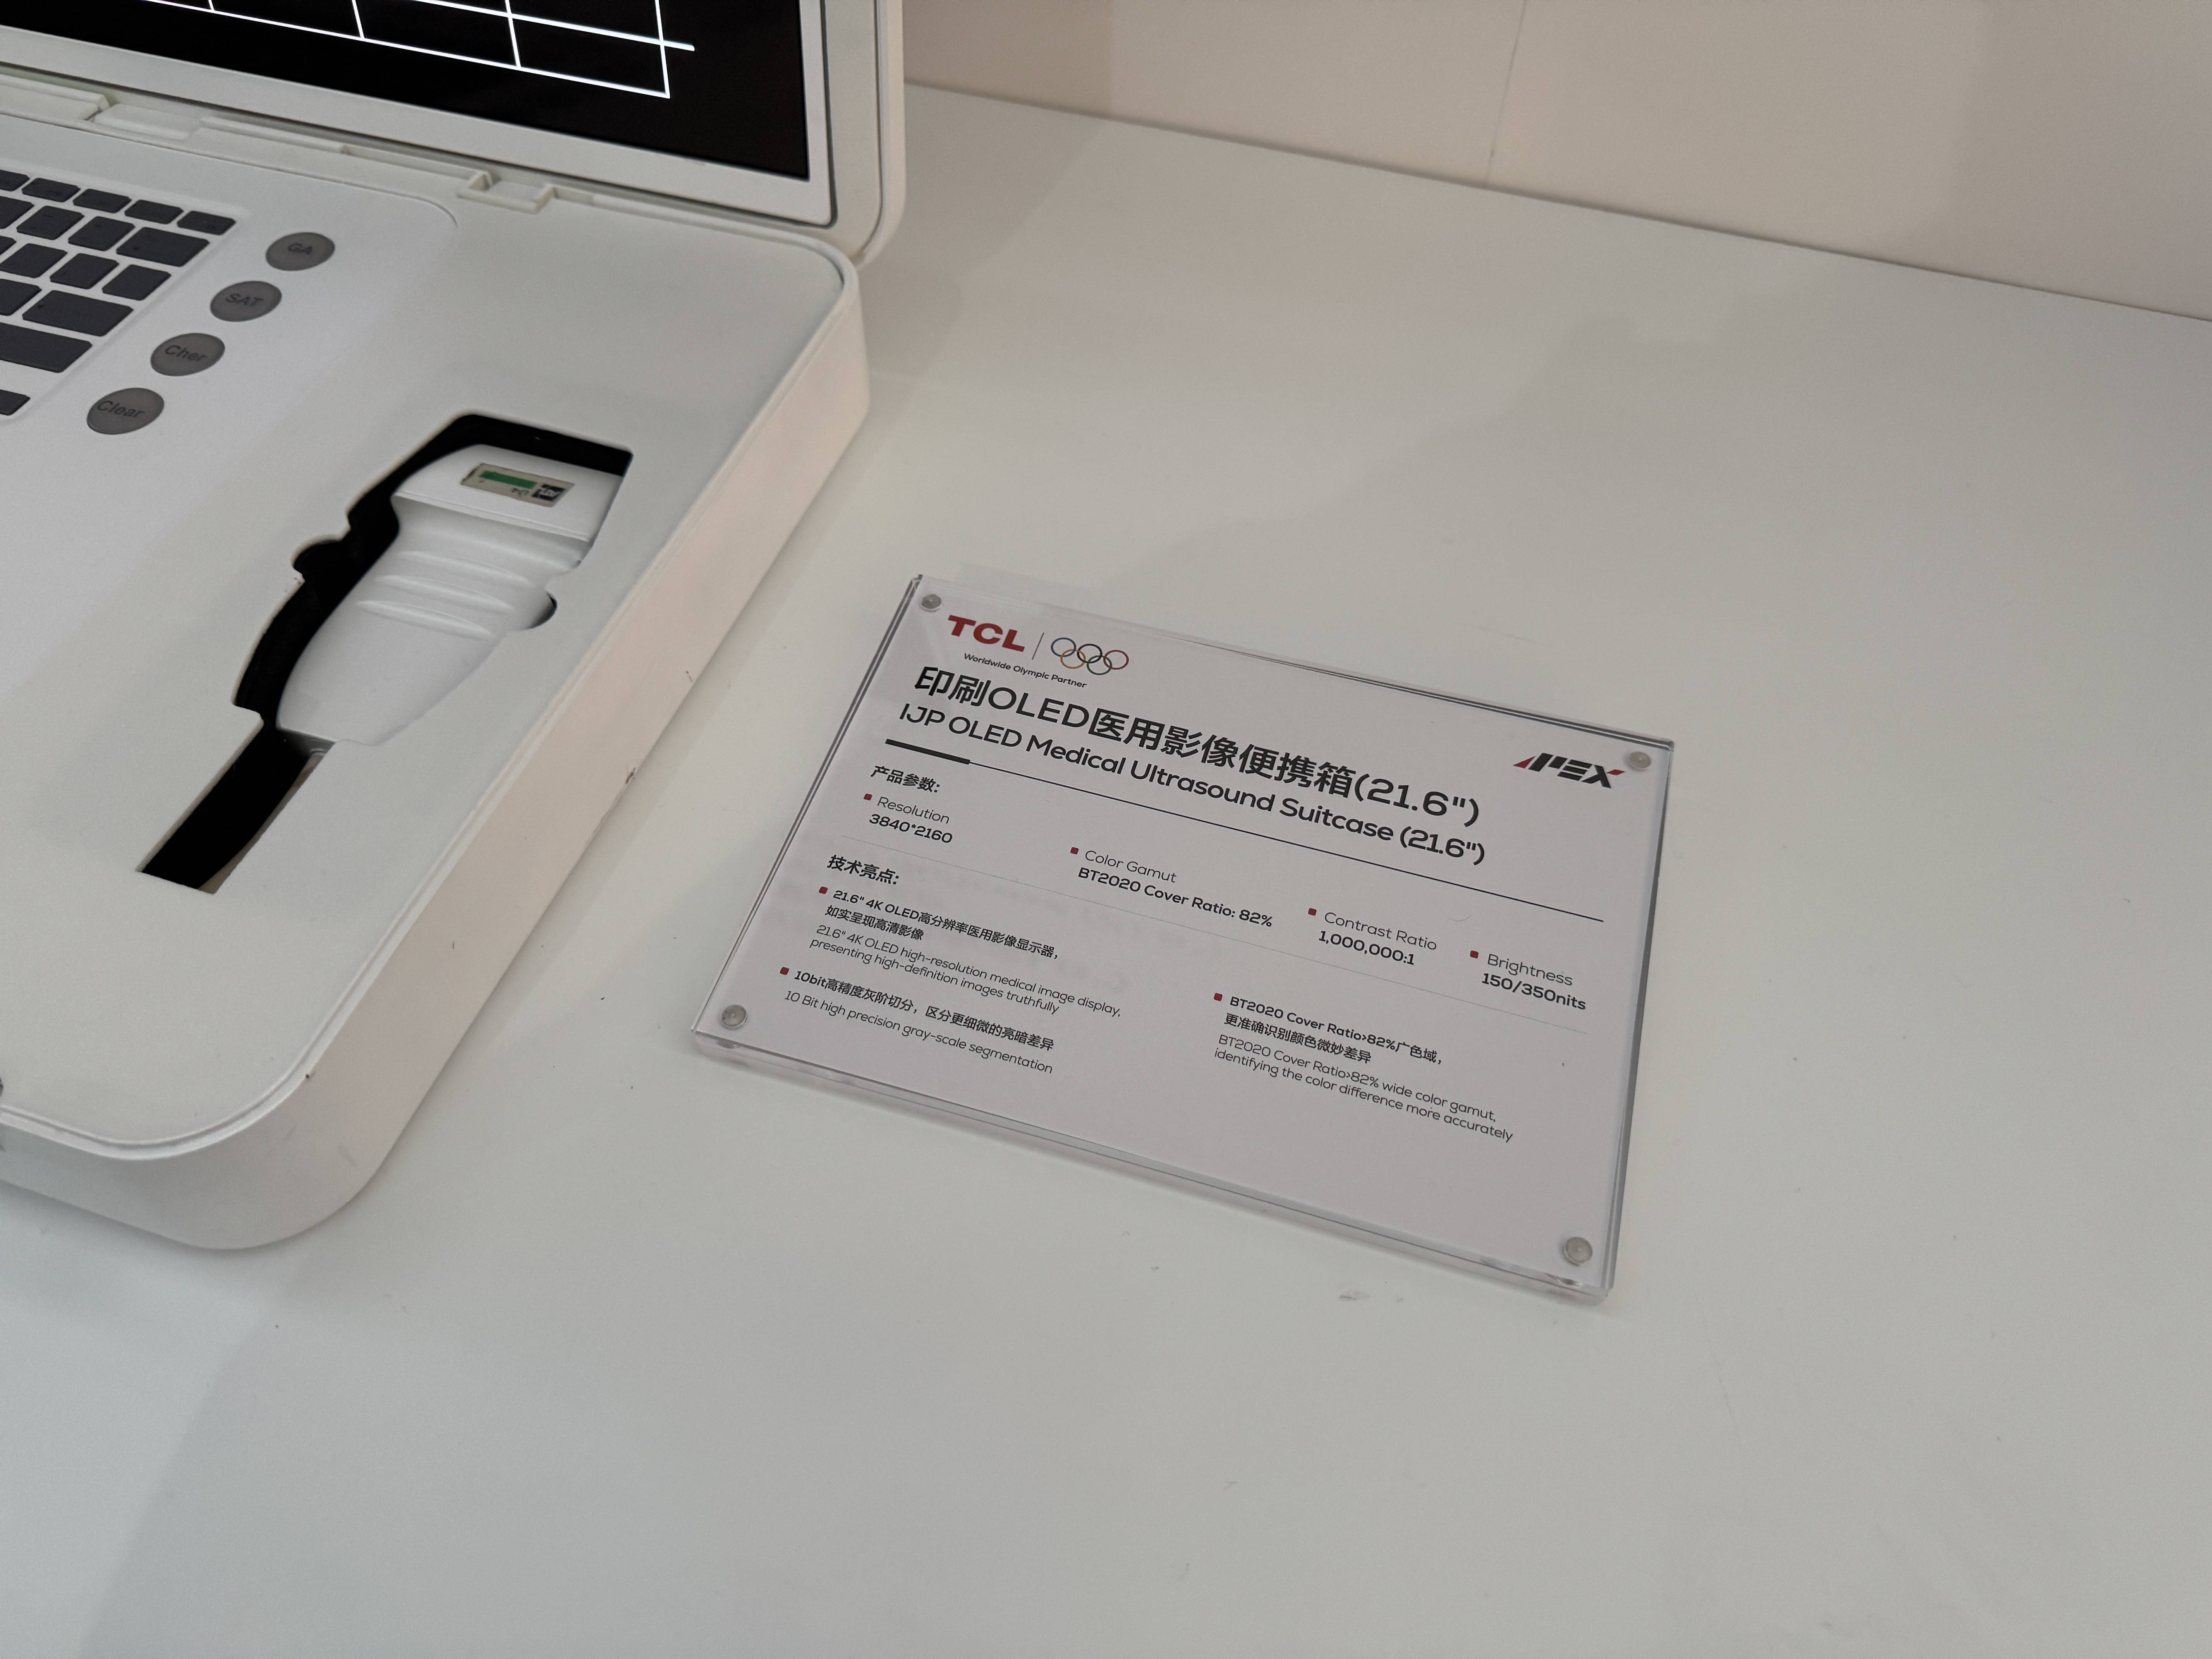 GA
SAT
Cher
Clear
TCL
Worldwide Olympic Partner
APEX
印刷OLED医用影像便携箱(21.6")
IJP OLED Medical Ultrasound Suitcase (21.6")
产品参数:
Resolution
3840*2160
Color Gamut
BT2020 Cover Ratio: 82%
Contrast Ratio
1,000,000:1
Brightness
150/350nits
技术亮点:
21.6" 4K OLED高分辨率医用影像显示器,
如实呈现高清影像
21.6" 4K OLED high-resolution medical image display,
presenting high-definition images truthfully
10bit高精度灰阶切分，区分更细微的亮暗差异
10 Bit high precision gray-scale segmentation
BT2020 Cover Ratio>82%广色域,
更准确识别颜色微妙差异
BT2020 Cover Ratio>82% wide color gamut,
identifying the color difference more accurately